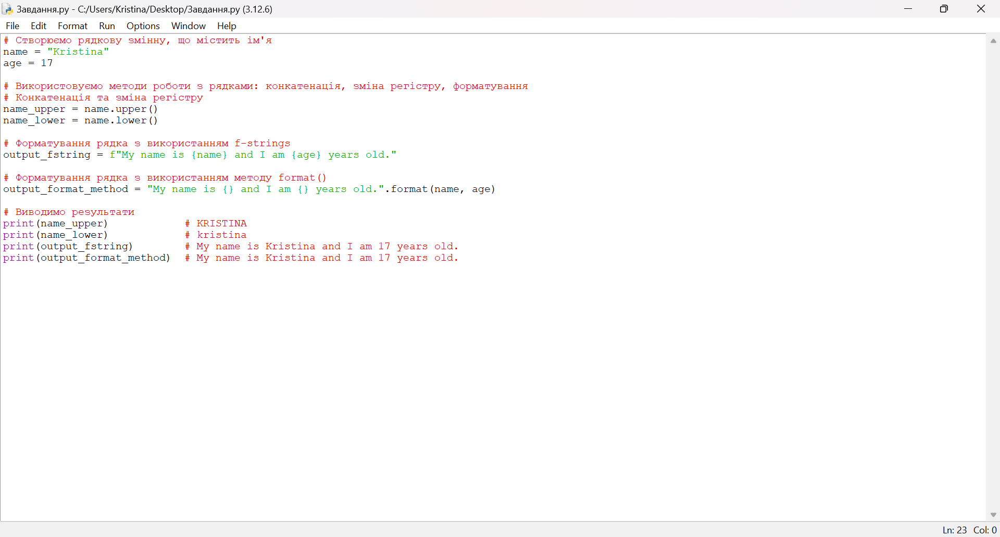 Завдання.py - C:/Users/Kristina/Desktop/Завдання.py (3.12.6)
File Edit Format Run Options Window Help
# Створюємо рядкову змінну, що містить ім'я
name = "Kristina"
age = 17
# Використовуємо методи роботи з рядками: конкатенація, зміна регістру, форматування
# Конкатенація та зміна регістру
name_upper = name.upper()
name_lower = name.lower()
# Форматування рядка з використанням f-strings
output_fstring = f"My name is {name} and I am {age} years old."
# Форматування рядка з використанням методу format()
output_format_method = "My name is {} and I am {} years old.".format(name, age)
# Виводимо результати
print(name_upper)            # KRISTINA
print(name_lower)            # kristina
print(output_fstring)        # My name is Kristina and I am 17 years old.
print(output_format_method)  # My name is Kristina and I am 17 years old.
Ln: 23 Col: 0